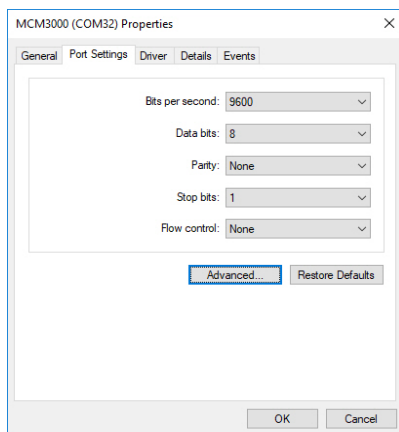 MCM3000 (COM32) Properties
General Port Settings Driver Details Events
Bits per second: 9600
Data bits: 8
Parity: None
Stop bits: 1
Flow control: None
Advanced... Restore Defaults
OK Cancel